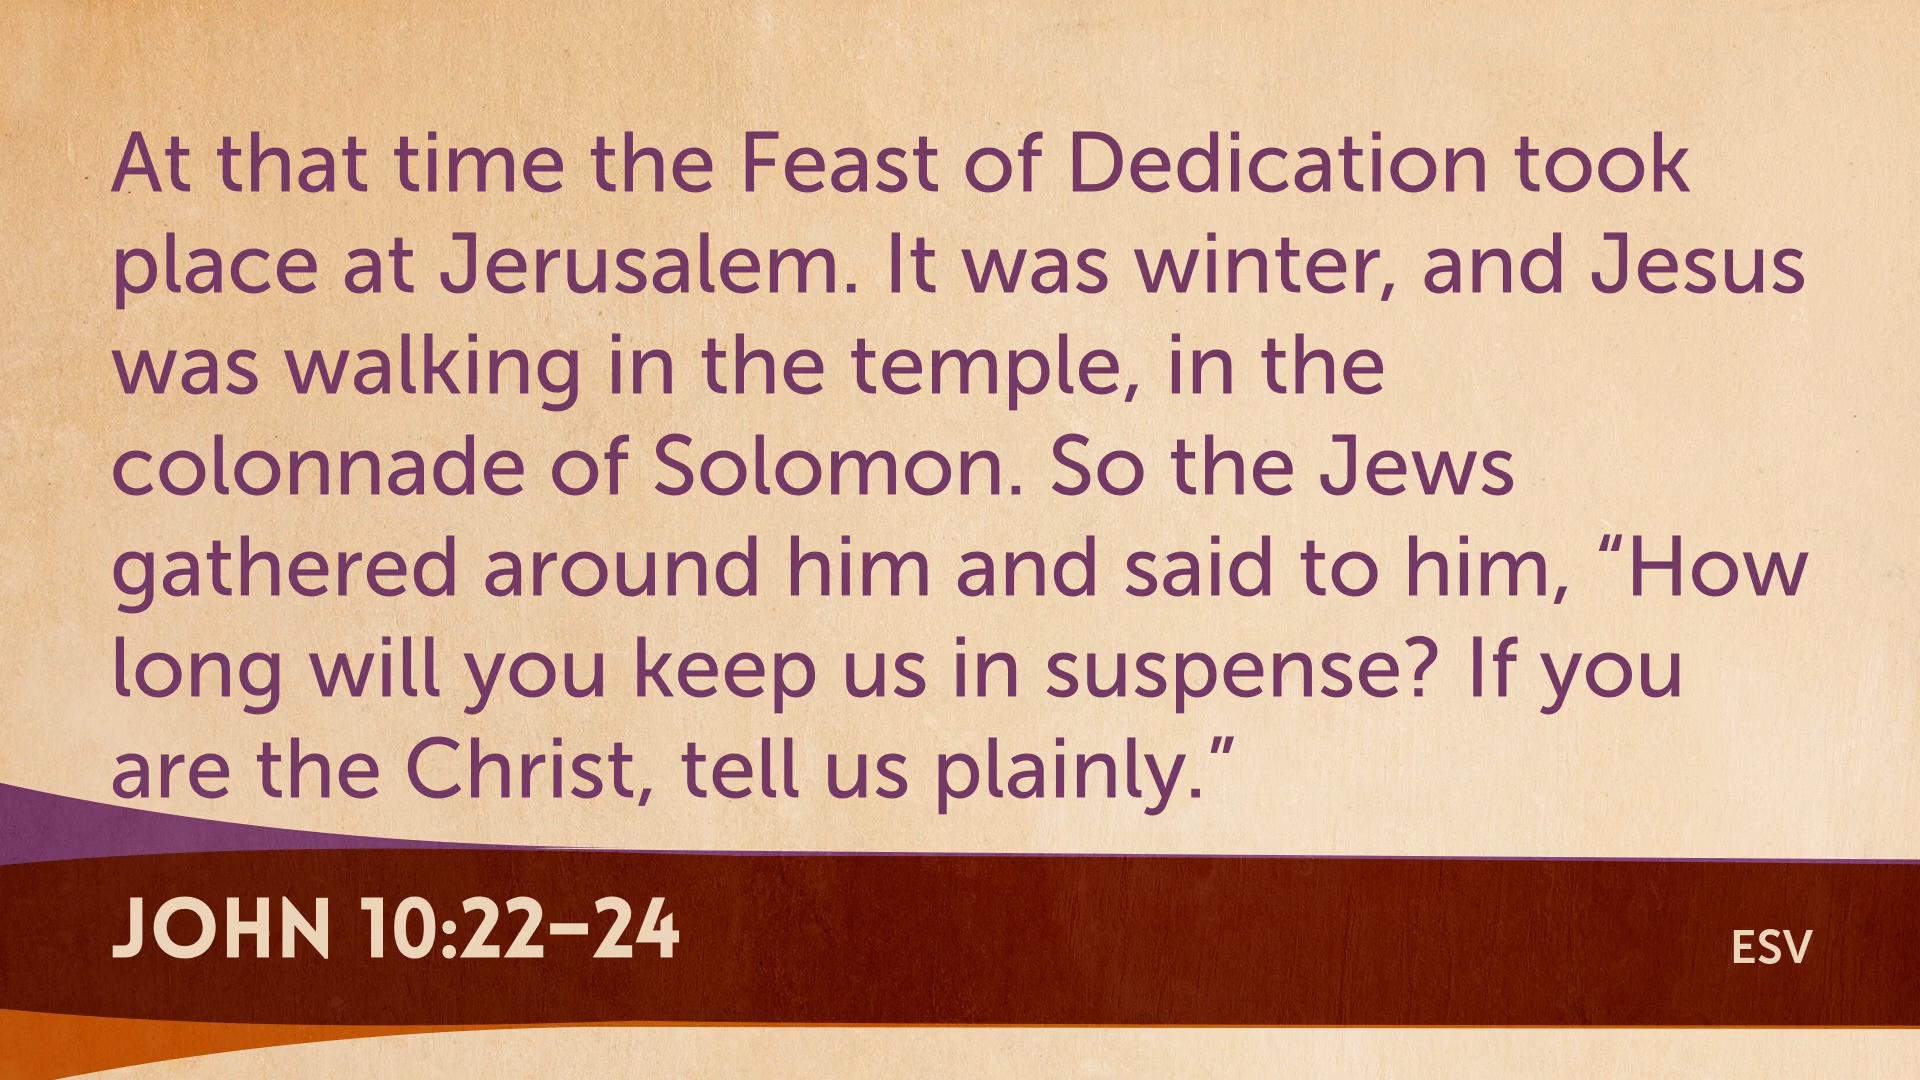 At that time the Feast of Dedication took
place at Jerusalem. It was winter, and Jesus
was walking in the temple, in the
colonnade of Solomon. So the Jews
gathered around him and said to him, “How
long will you keep us in suspense? If you
are the Christ, tell us plainly.”
JOHN 10:22–24
ESV